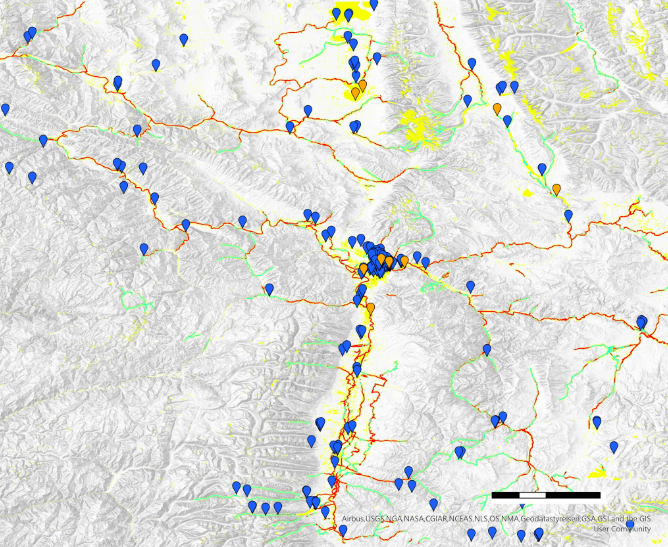 Airbus,USGS,NGA,NASA,CGIAR,NCEAS,NLS,OS,NMA,Geodatastyrelsen,GSA,GSI and the GIS
User Community